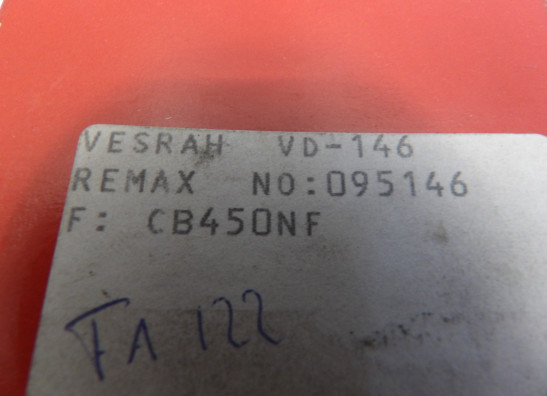 VESRAH VD-146
REMAX NO:095146
F: CB450NF
FA 122